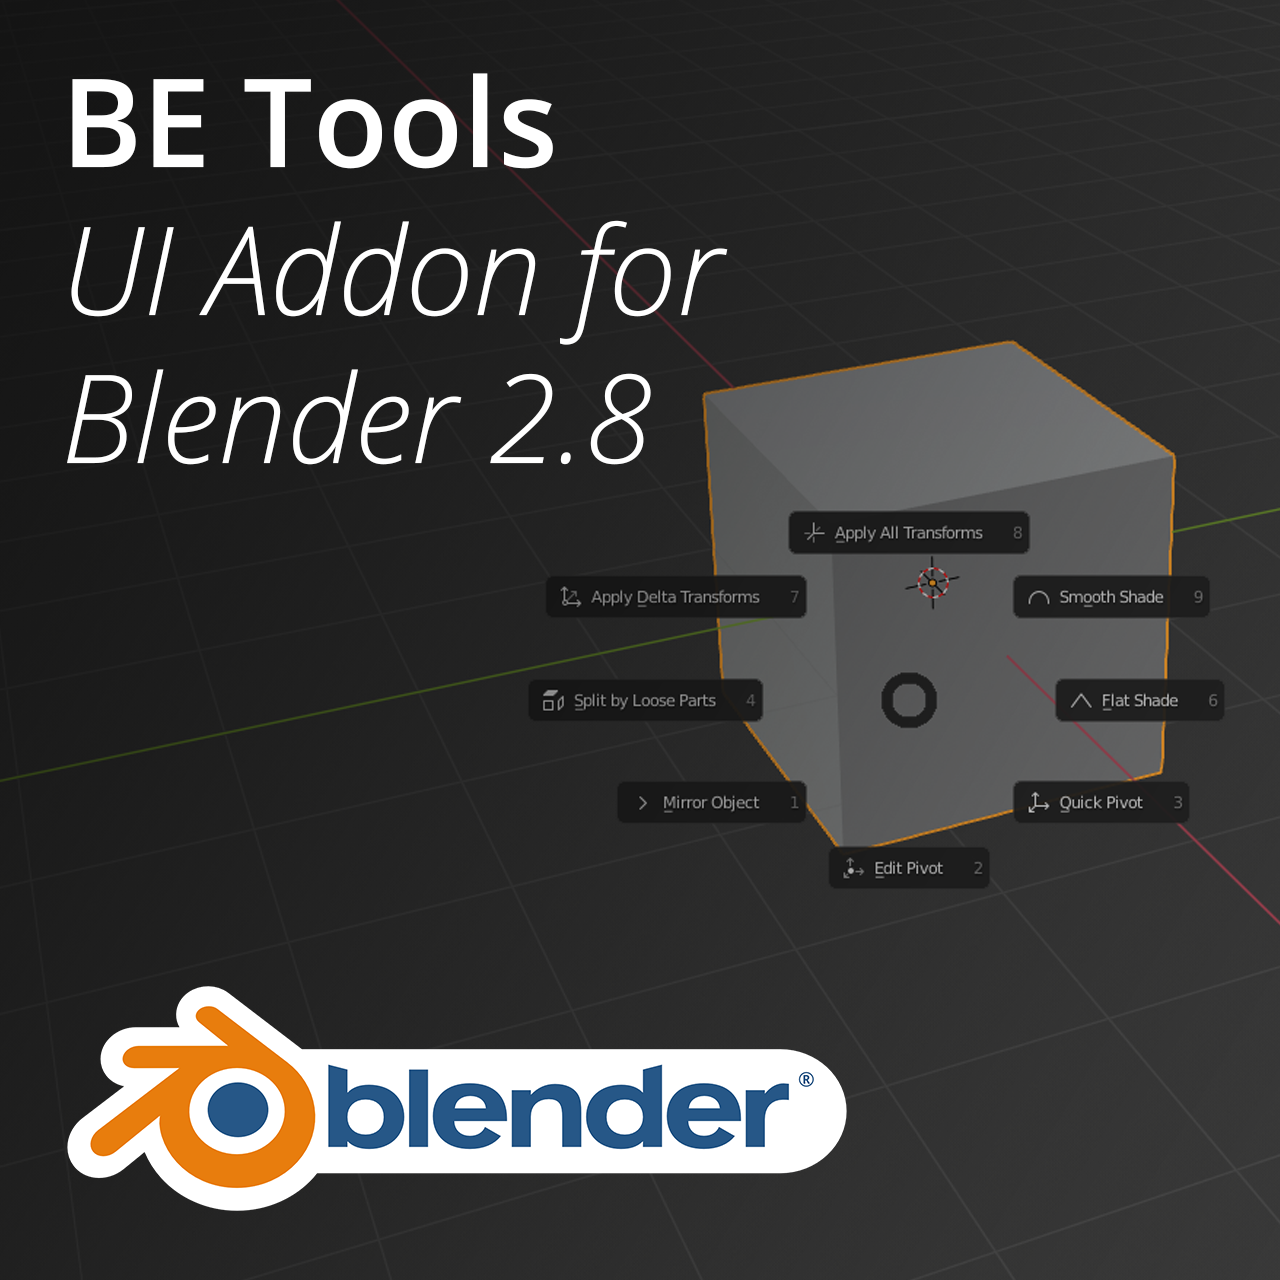 BE Tools
UI Addon for
Blender 2.8
Apply All Transforms 8
Apply Delta Transforms 7
Smooth Shade 9
Split by Loose Parts 4
Flat Shade 6
Mirror Object 1
Quick Pivot 3
Edit Pivot 2
blender®